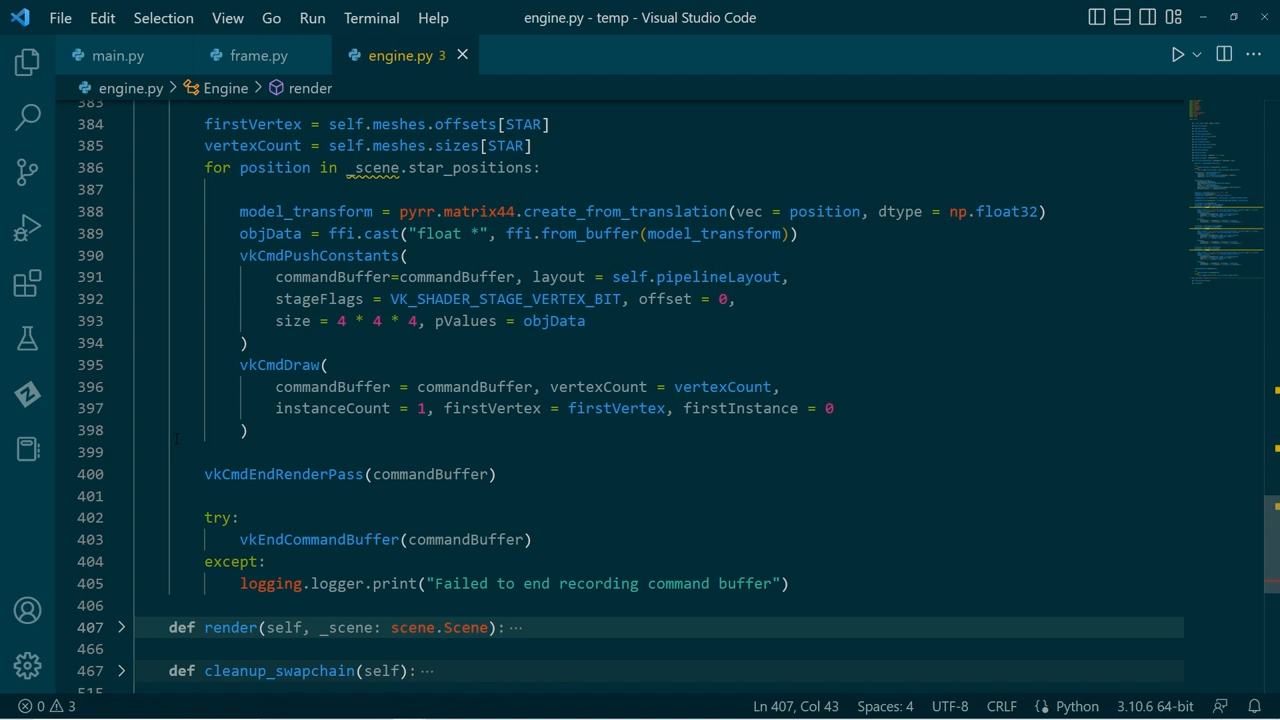 File Edit Selection View Go Run Terminal Help engine.py - temp - Visual Studio Code
main.py frame.py engine.py 3
engine.py > Engine > render
383
384 firstVertex = self.meshes.offsets[STAR]
385 vertexCount = self.meshes.sizes[STAR]
386 for position in _scene.star_positions:
387
388 model_transform = pyrr.matrix44.create_from_translation(vec = position, dtype = np.float32)
389 objData = ffi.cast("float *", ffi.from_buffer(model_transform))
390 vkCmdPushConstants(
391 commandBuffer=commandBuffer, layout = self.pipelineLayout,
392 stageFlags = VK_SHADER_STAGE_VERTEX_BIT, offset = 0,
393 size = 4 * 4 * 4, pValues = objData
394 )
395 vkCmdDraw(
396 commandBuffer = commandBuffer, vertexCount = vertexCount,
397 instanceCount = 1, firstVertex = firstVertex, firstInstance = 0
398 )
399
400 vkCmdEndRenderPass(commandBuffer)
401
402 try:
403 vkEndCommandBuffer(commandBuffer)
404 except:
405 logging.logger.print("Failed to end recording command buffer")
406
407 def render(self, _scene: scene.Scene): ...
466
467 def cleanup_swapchain(self): ...
515
0 3 Ln 407, Col 43 Spaces: 4 UTF-8 CRLF Python 3.10.6 64-bit